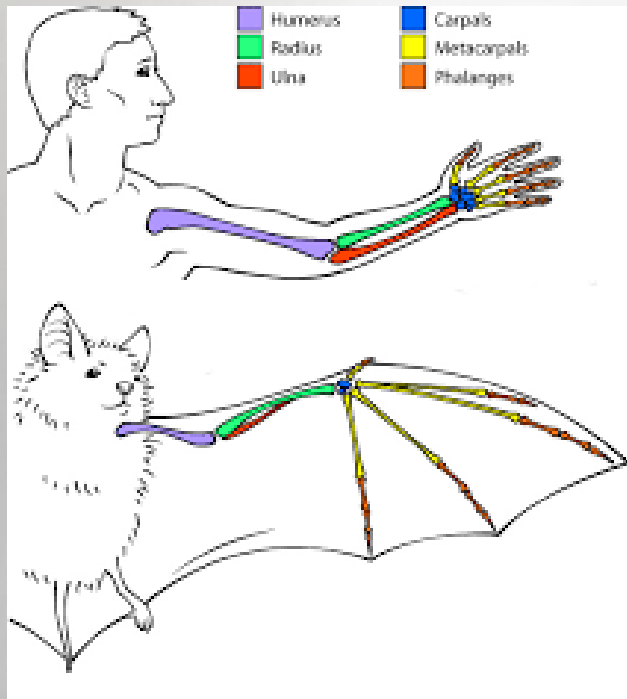 Humerus
Radius
Ulna
Carpals
Metacarpals
Phalanges